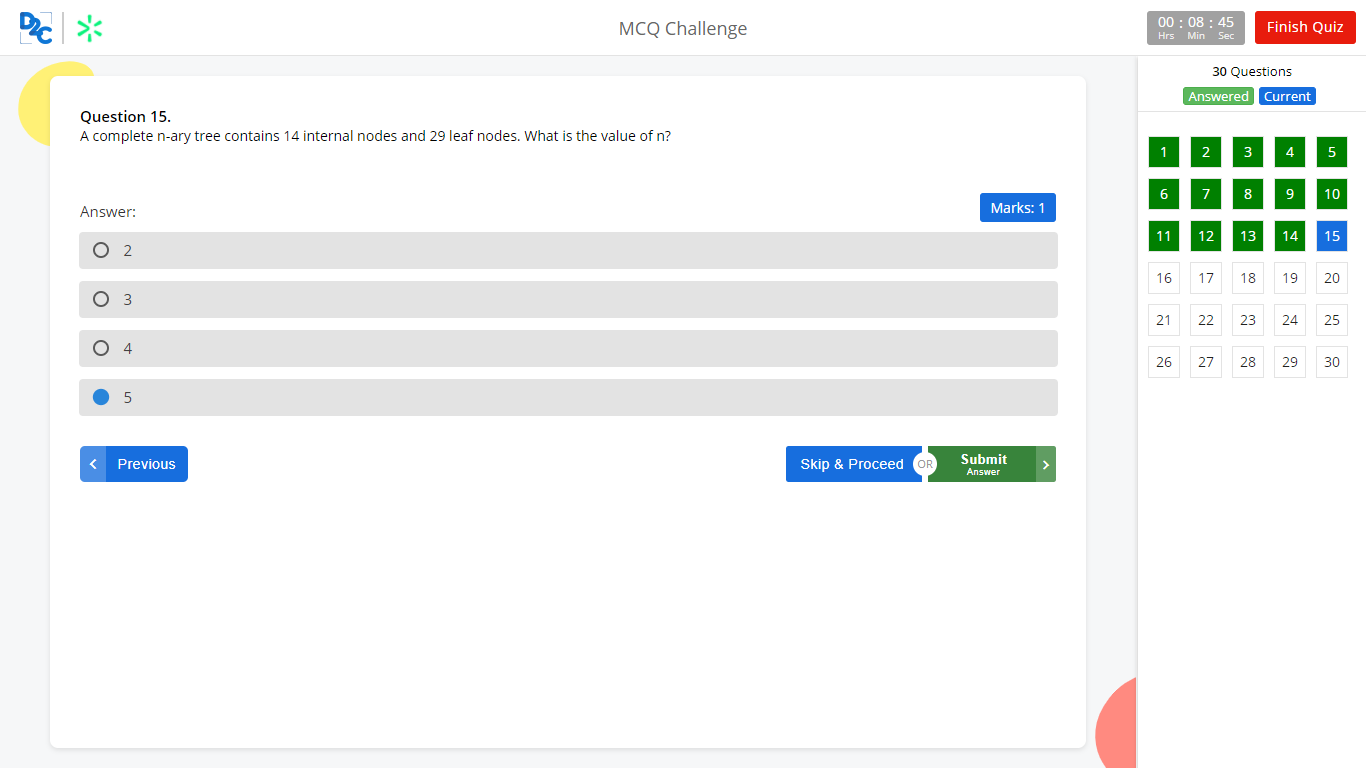 D2C
MCQ Challenge
00 : 08 : 45
Hrs Min Sec
Finish Quiz
30 Questions
Answered Current
Question 15.
A complete n-ary tree contains 14 internal nodes and 29 leaf nodes. What is the value of n?
Answer:
Marks: 1
2
3
4
5
< Previous
Skip & Proceed OR Submit >
Answer
1 2 3 4 5
6 7 8 9 10
11 12 13 14 15
16 17 18 19 20
21 22 23 24 25
26 27 28 29 30